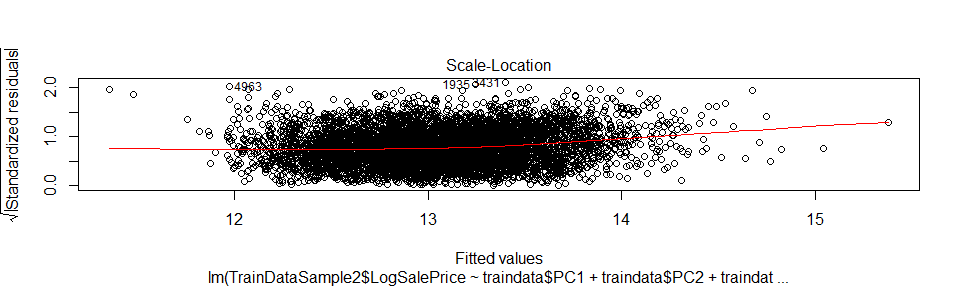 Scale-Location
√|Standardized residuals|
2.0
1.0
0.0
4963
1935
3431
12
13
14
15
Fitted values
lm(TrainDataSample2$LogSalePrice ~ traindata$PC1 + traindata$PC2 + traindat ...